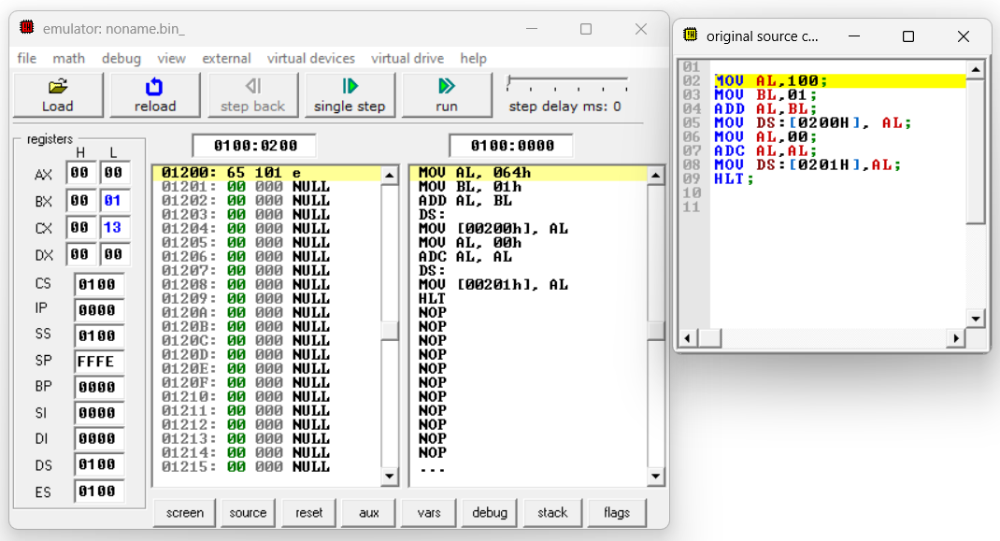 emulator: noname.bin_
file math debug view external virtual devices virtual drive help
Load reload step back single step run step delay ms: 0
registers
H L
0100:0200
0100:0000
AX 00 00
BX 00 01
CX 00 13
DX 00 00
CS 0100
IP 0000
SS 0100
SP FFFE
BP 0000
SI 0000
DI 0000
DS 0100
ES 0100
01200: 65 101 e
01201: 00 000 NULL
01202: 00 000 NULL
01203: 00 000 NULL
01204: 00 000 NULL
01205: 00 000 NULL
01206: 00 000 NULL
01207: 00 000 NULL
01208: 00 000 NULL
01209: 00 000 NULL
0120A: 00 000 NULL
0120B: 00 000 NULL
0120C: 00 000 NULL
0120D: 00 000 NULL
0120E: 00 000 NULL
0120F: 00 000 NULL
01210: 00 000 NULL
01211: 00 000 NULL
01212: 00 000 NULL
01213: 00 000 NULL
01214: 00 000 NULL
01215: 00 000 NULL
MOV AL, 064h
MOV BL, 01h
ADD AL, BL
DS:
MOV [00200h], AL
MOV AL, 00h
ADC AL, AL
DS:
MOV [00201h], AL
HLT
NOP
NOP
NOP
NOP
NOP
NOP
NOP
NOP
NOP
NOP
NOP
...
screen source reset aux vars debug stack flags
original source c...
01
02 MOV AL,100;
03 MOV BL,01;
04 ADD AL,BL;
05 MOV DS:[0200H], AL;
06 MOV AL,00;
07 ADC AL,AL;
08 MOV DS:[0201H],AL;
09 HLT;
10
11